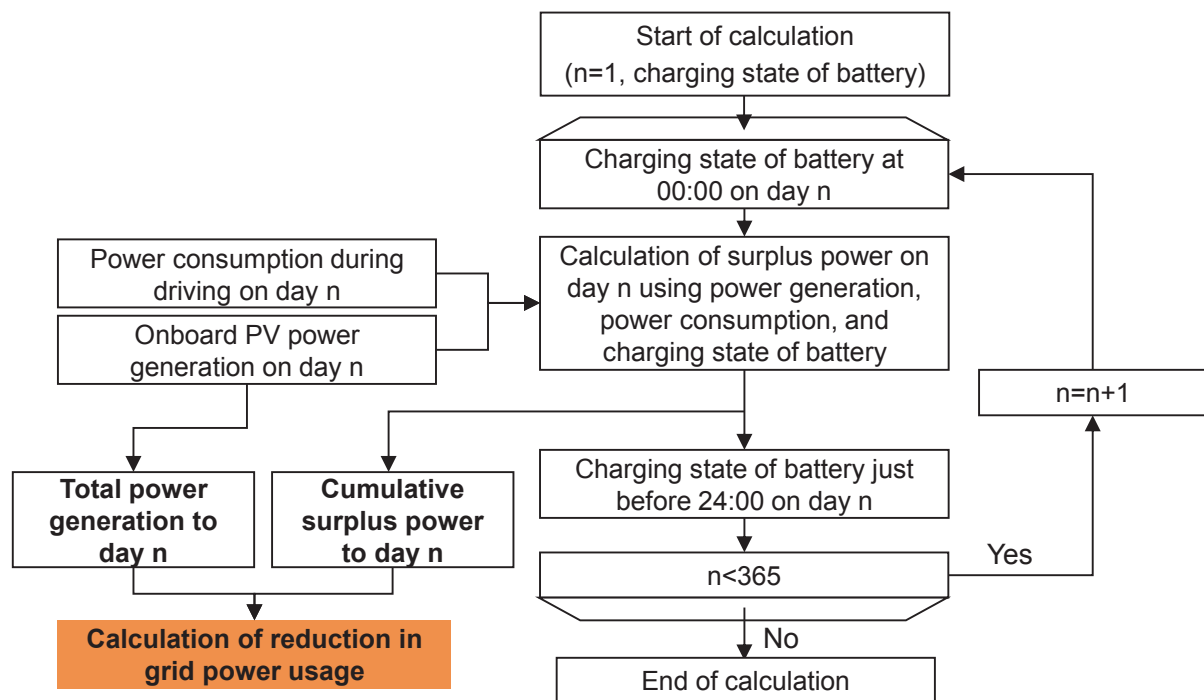 Start of calculation
(n=1, charging state of battery)
Charging state of battery at
00:00 on day n
Power consumption during
driving on day n
Onboard PV power
generation on day n
Calculation of surplus power on
day n using power generation,
power consumption, and
charging state of battery
n=n+1
Total power
generation to
day n
Cumulative
surplus power
to day n
Charging state of battery just
before 24:00 on day n
n<365
Yes
Calculation of reduction in
grid power usage
No
End of calculation